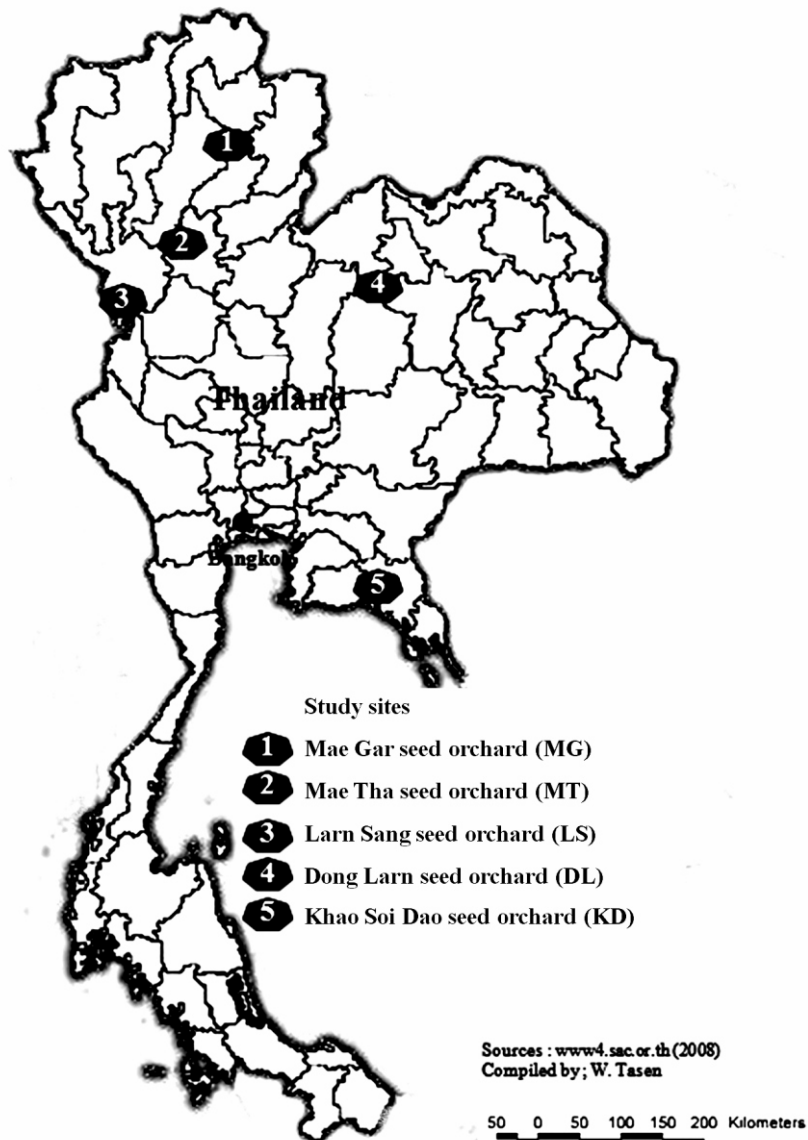 1
2
3
4
Thailand
Bangkok
5
Study sites
1 Mae Gar seed orchard (MG)
2 Mae Tha seed orchard (MT)
3 Larn Sang seed orchard (LS)
4 Dong Larn seed orchard (DL)
5 Khao Soi Dao seed orchard (KD)
Sources : www4.sac.or.th(2008)
Compiled by ; W. Tasen
50 0 50 100 150 200 Kilometers